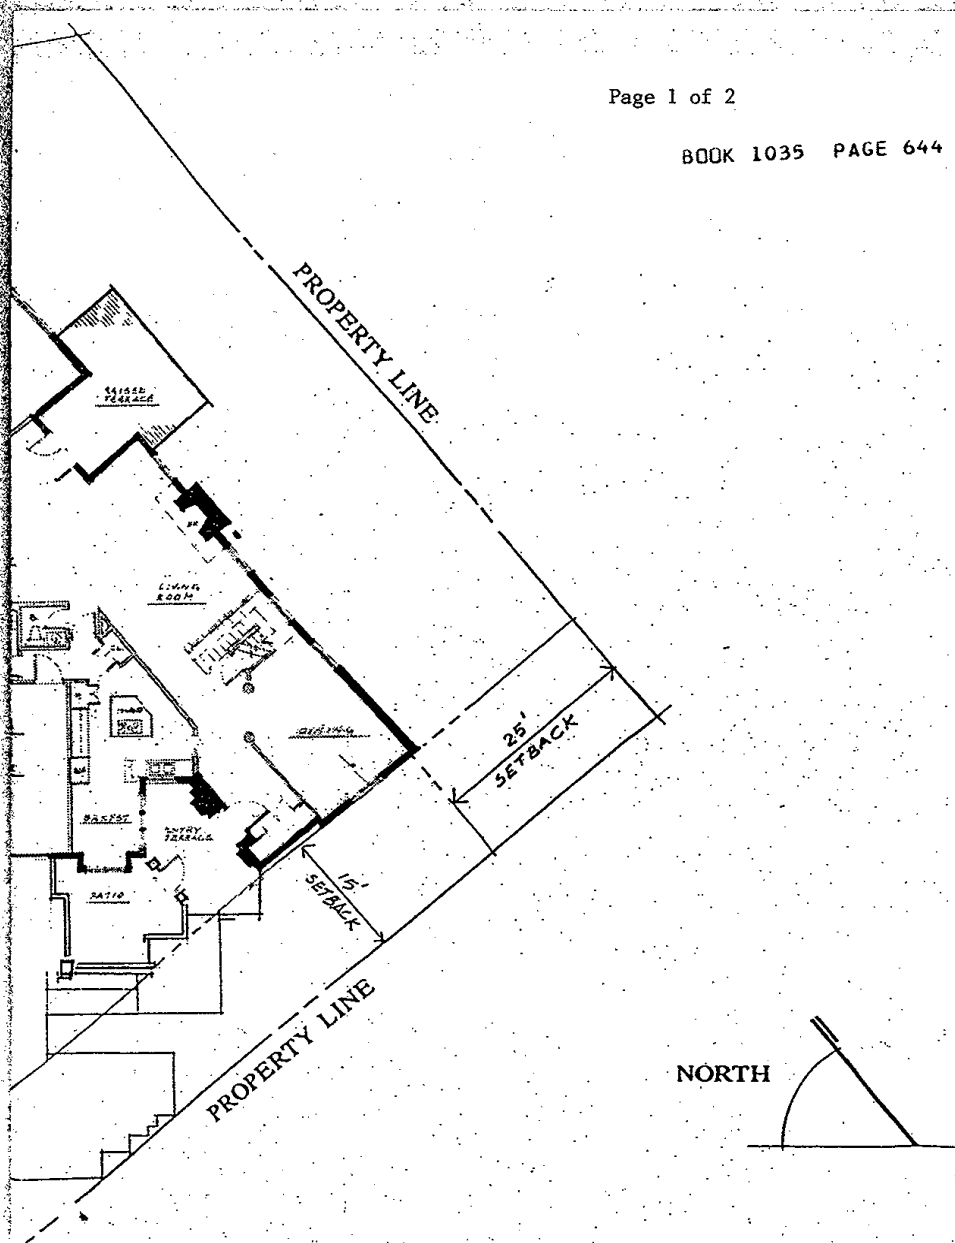 Page 1 of 2
BOOK 1035 PAGE 644
PROPERTY LINE
RAISED
TERRACE
LIVING
ROOM
DINING
25'
SETBACK
BRKFST
ENTRY
TERRACE
15'
SETBACK
PATIO
PROPERTY LINE
NORTH